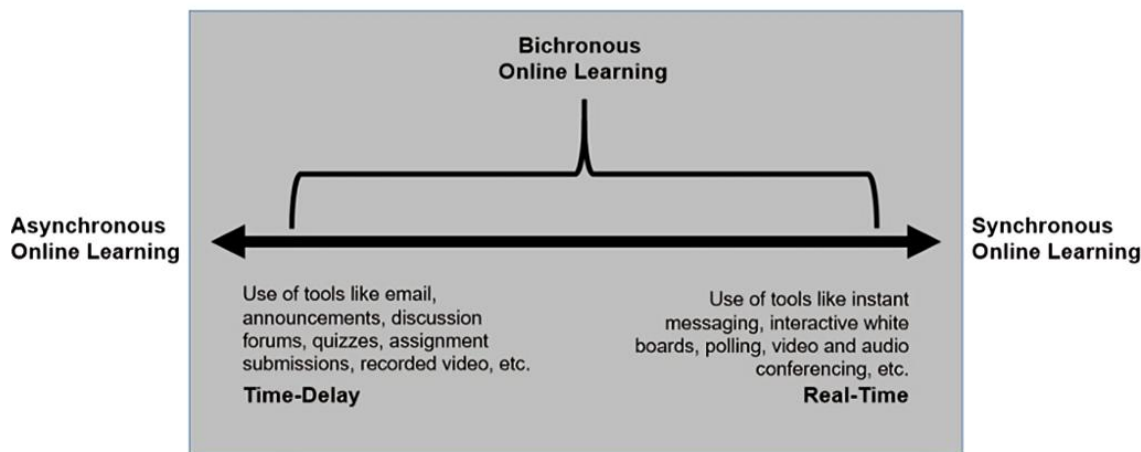 Bichronous
Online Learning
Asynchronous
Online Learning
Synchronous
Online Learning
Use of tools like email,
announcements, discussion
forums, quizzes, assignment
submissions, recorded video, etc.
Time-Delay
Use of tools like instant
messaging, interactive white
boards, polling, video and audio
conferencing, etc.
Real-Time